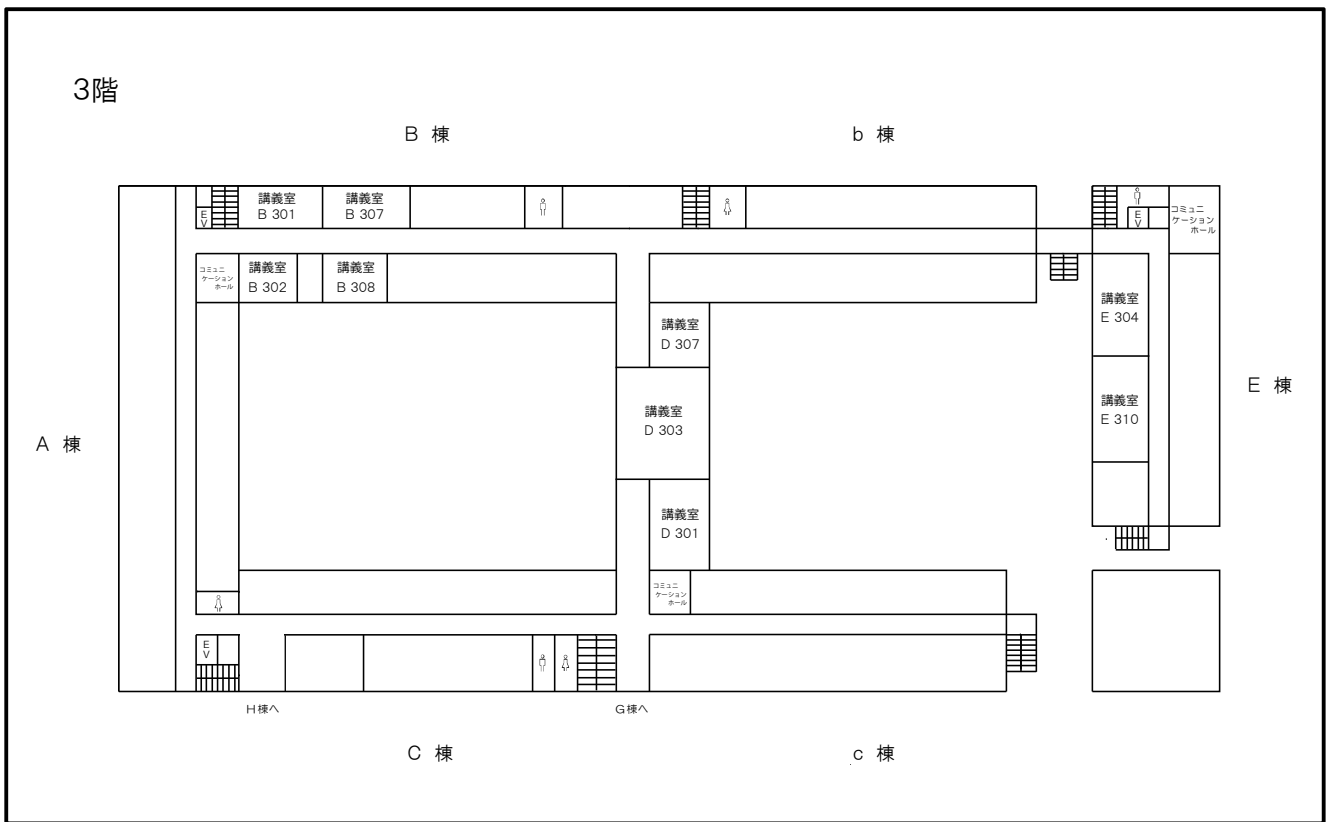 3階
B 棟
b 棟
講義室
B 301
講義室
B 307
EV
EV
コミュニ
ケーション
ホール
コミュニ
ケーション
ホール
講義室
B 302
講義室
B 308
講義室
E 304
講義室
D 307
E 棟
講義室
E 310
講義室
D 303
A 棟
講義室
D 301
コミュニ
ケーション
ホール
EV
H棟へ
G棟へ
C 棟
c 棟